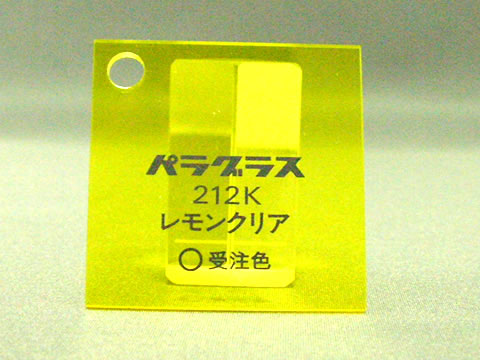 パラグラス
212K
レモンクリア
○受注色